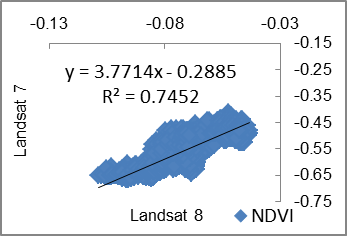 -0.13 -0.08 -0.03
-0.15
y = 3.7714x - 0.2885
R² = 0.7452
-0.25
-0.35
-0.45
-0.55
-0.65
-0.75
Landsat 7
Landsat 8
NDVI